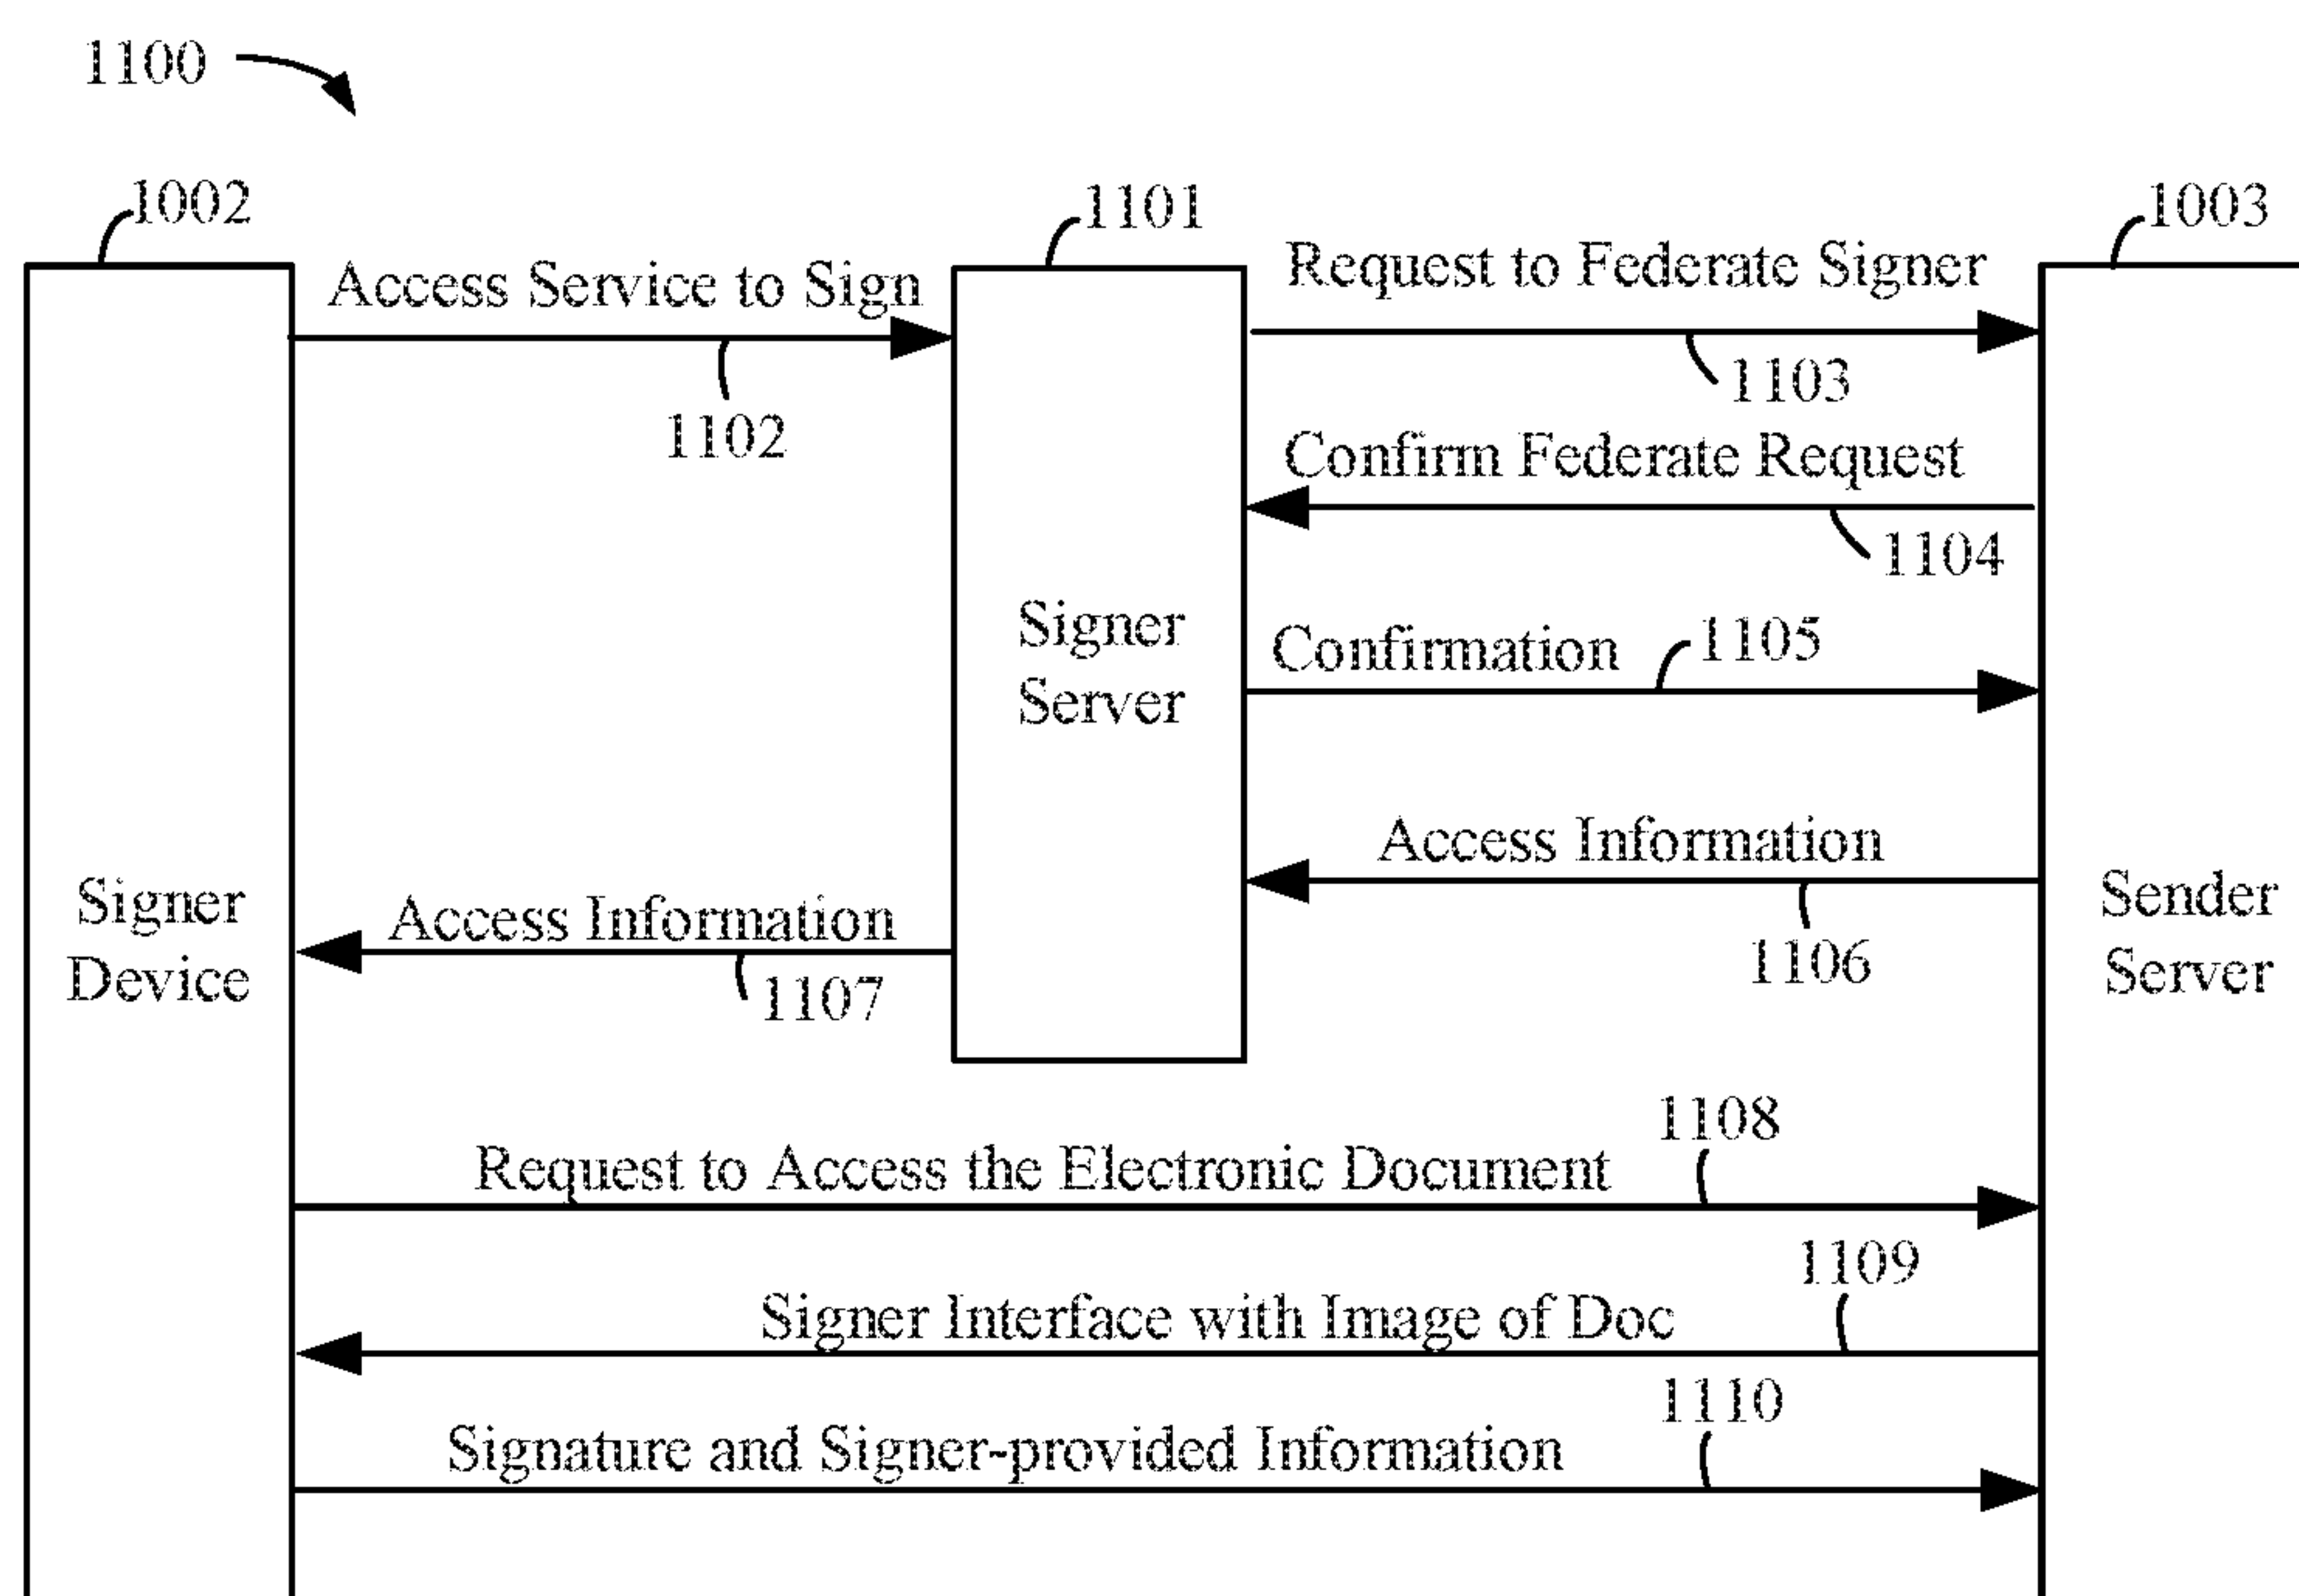 1100
1002
1101
1003
Access Service to Sign
Request to Federate Signer
1102
1103
Confirm Federate Request
1104
Signer
Server
Confirmation
1105
Access Information
1106
Signer
Device
Access Information
1107
Sender
Server
1108
Request to Access the Electronic Document
1109
Signer Interface with Image of Doc
1110
Signature and Signer-provided Information